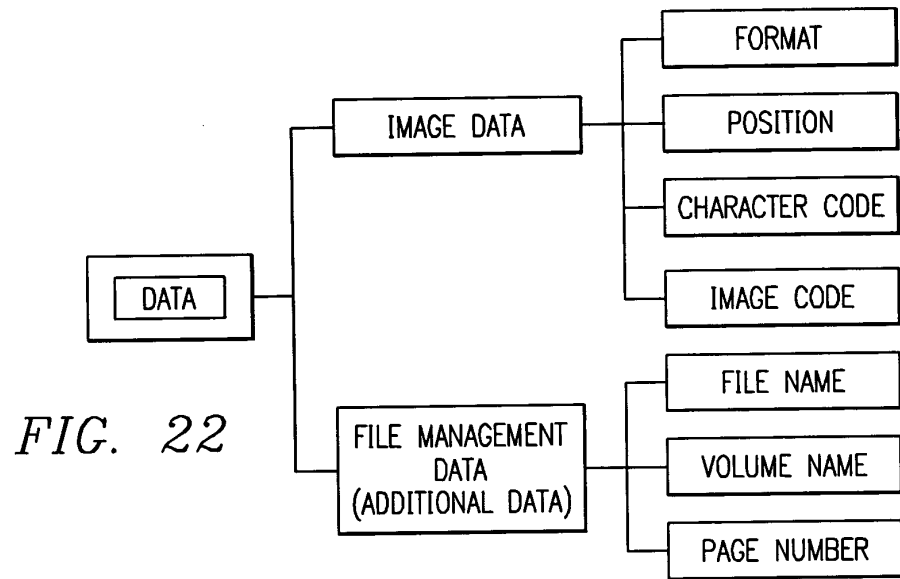 FORMAT
IMAGE DATA
POSITION
CHARACTER CODE
DATA
IMAGE CODE
FILE NAME
FIG. 22
FILE MANAGEMENT
DATA
(ADDITIONAL DATA)
VOLUME NAME
PAGE NUMBER